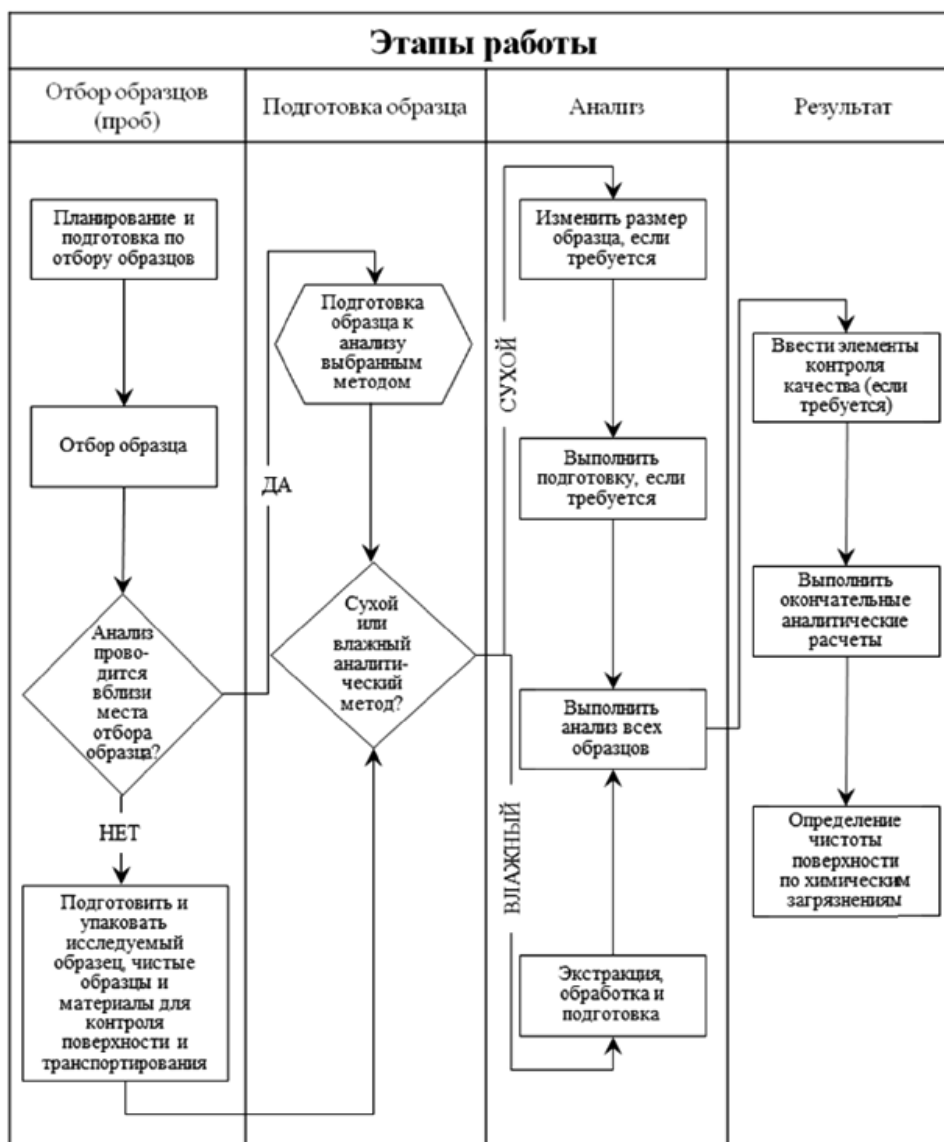 Этапы работы
Отбор образцов
(проб)
Подготовка образца
Анализ
Результат
Планирование и
подготовка по
отбору образцов
Отбор образца
Анализ
прово-
дится
вблизи
места
отбора
образца?
ДА
НЕТ
Подготовить и
упаковать
исследуемый
образец, чистые
образцы и
материалы для
контроля
поверхности и
транспортирования
Подготовка
образца к
анализу
выбранным
методом
Сухой
или
влажный
аналити-
ческий
метод?
СУХОЙ
ВЛАЖНЫЙ
Изменить размер
образца, если
требуется
Выполнить
подготовку, если
требуется
Выполнить
анализ всех
образцов
Экстракция,
обработка и
подготовка
Ввести элементы
контроля
качества (если
требуется)
Выполнить
окончательные
аналитические
расчеты
Определение
чистоты
поверхности
по химическим
загрязнениям